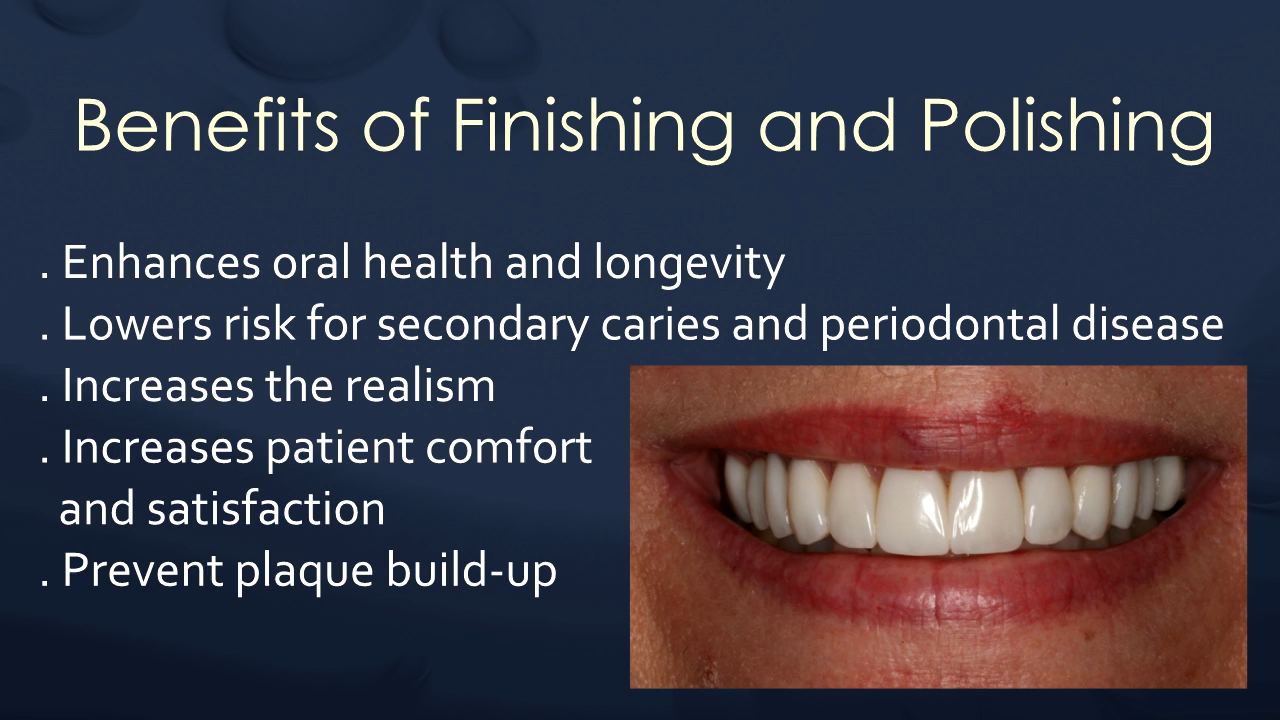 Benefits of Finishing and Polishing
. Enhances oral health and longevity
. Lowers risk for secondary caries and periodontal disease
. Increases the realism
. Increases patient comfort
and satisfaction
. Prevent plaque build-up